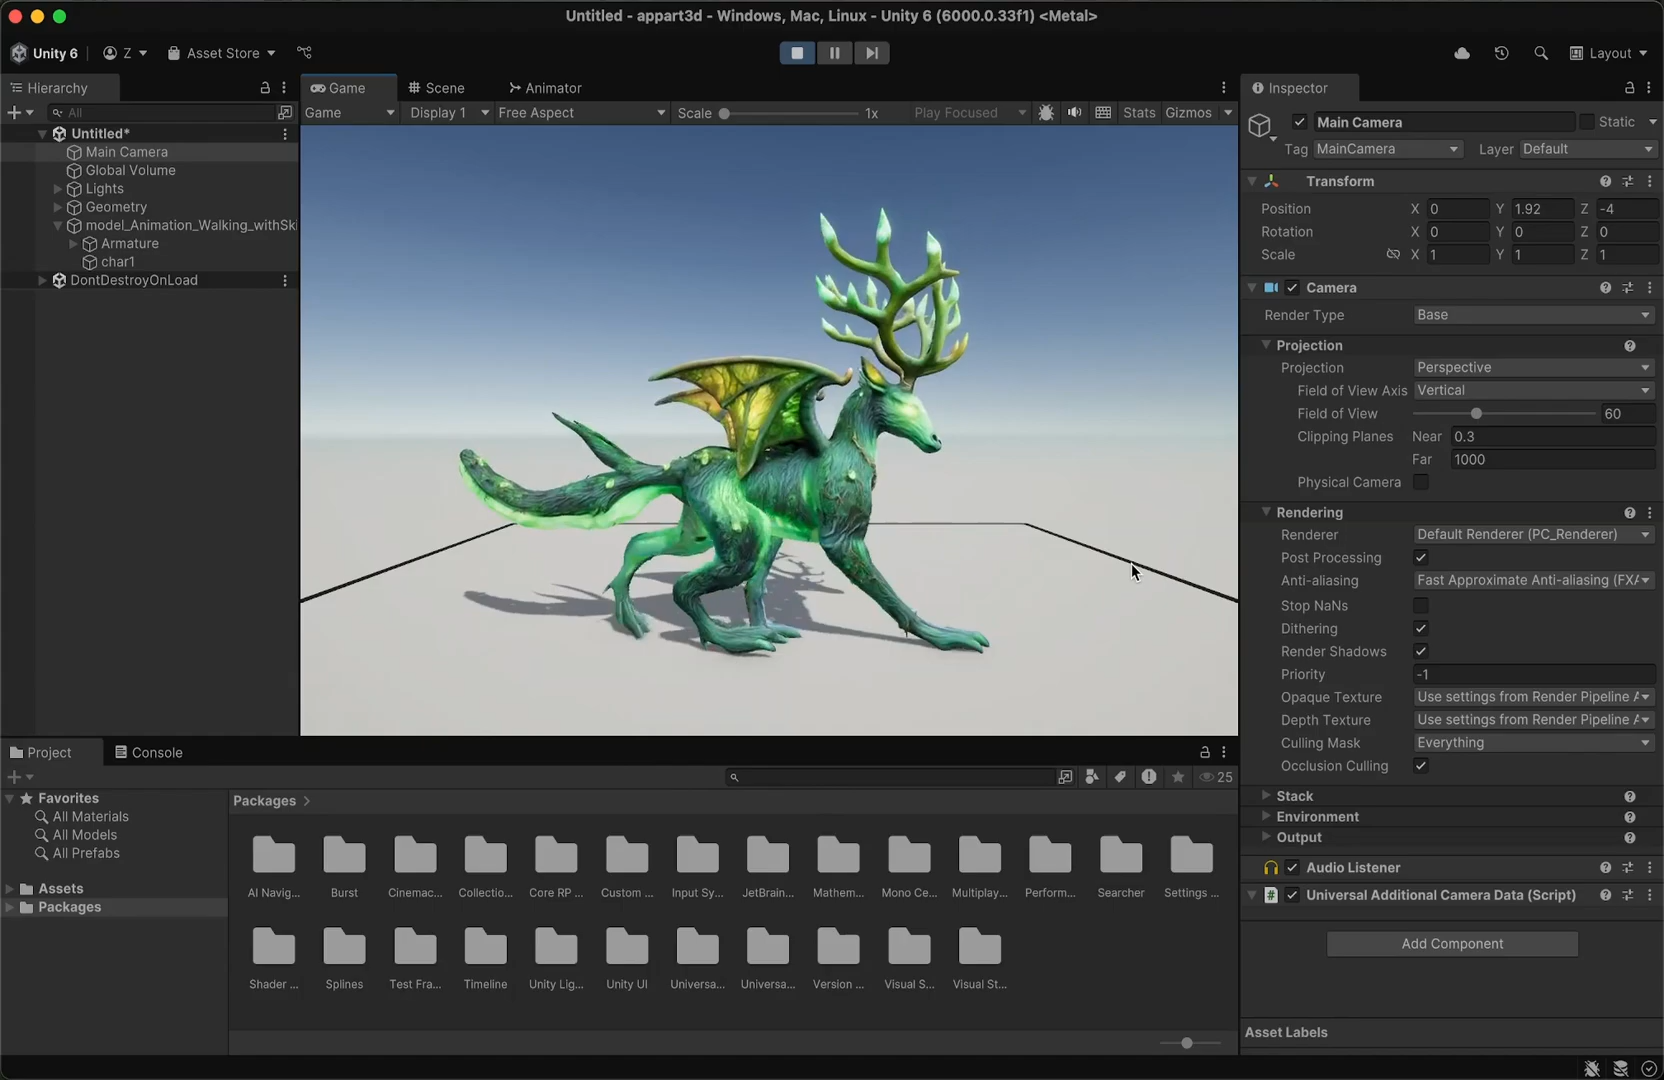 Untitled - appart3d - Windows, Mac, Linux - Unity 6 (6000.0.33f1) <Metal>
Unity 6
Z
Asset Store
Layout
Hierarchy
All
Untitled*
Main Camera
Global Volume
Lights
Geometry
model_Animation_Walking_withSki
Armature
char1
DontDestroyOnLoad
Game
Scene
Animator
Game
Display 1
Free Aspect
Scale
1x
Play Focused
Stats
Gizmos
Inspector
Main Camera
Static
Tag MainCamera
Layer Default
Transform
Position X 0 Y 1.92 Z -4
Rotation X 0 Y 0 Z 0
Scale X 1 Y 1 Z 1
Camera
Render Type Base
Projection
Projection Perspective
Field of View Axis Vertical
Field of View 60
Clipping Planes Near 0.3
Far 1000
Physical Camera
Rendering
Renderer Default Renderer (PC_Renderer)
Post Processing
Anti-aliasing Fast Approximate Anti-aliasing (FXA
Stop NaNs
Dithering
Render Shadows
Priority -1
Opaque Texture Use settings from Render Pipeline A
Depth Texture Use settings from Render Pipeline A
Culling Mask Everything
Occlusion Culling
Stack
Environment
Output
Audio Listener
# Universal Additional Camera Data (Script)
Add Component
Asset Labels
Project
Console
25
Favorites
All Materials
All Models
All Prefabs
Assets
Packages
Packages >
AI Navig...
Burst
Cinemac...
Collectio...
Core RP ...
Custom ...
Input Sy...
JetBrain...
Mathem...
Mono Ce...
Multiplay...
Perform...
Searcher
Settings ...
Shader ...
Splines
Test Fra...
Timeline
Unity Lig...
Unity UI
Universa...
Universa...
Version ...
Visual S...
Visual St...